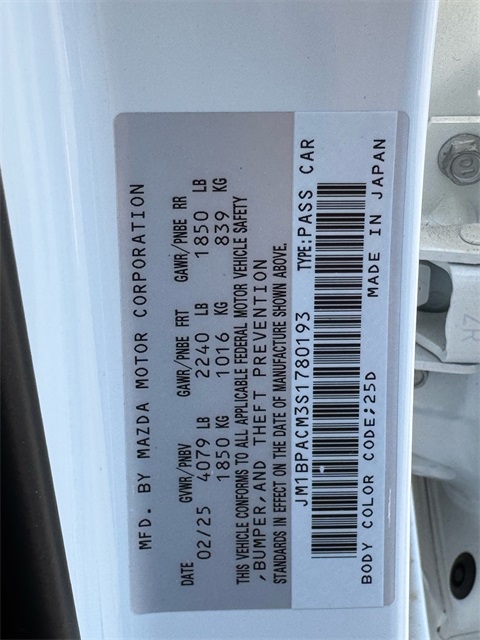 MFD. BY MAZDA MOTOR CORPORATION
DATE GVWR/PNBV GAWR/PNBE FRT GAWR/PNBE RR
02/25 4079 LB 2240 LB 1850 LB
1850 KG 1016 KG 839 KG
THIS VEHICLE CONFORMS TO ALL APPLICABLE FEDERAL MOTOR VEHICLE SAFETY
, BUMPER, AND THEFT PREVENTION
STANDARDS IN EFFECT ON THE DATE OF MANUFACTURE SHOWN ABOVE.
JM1BPACM3S1780193 TYPE:PASS CAR
BODY COLOR CODE;25D MADE IN JAPAN